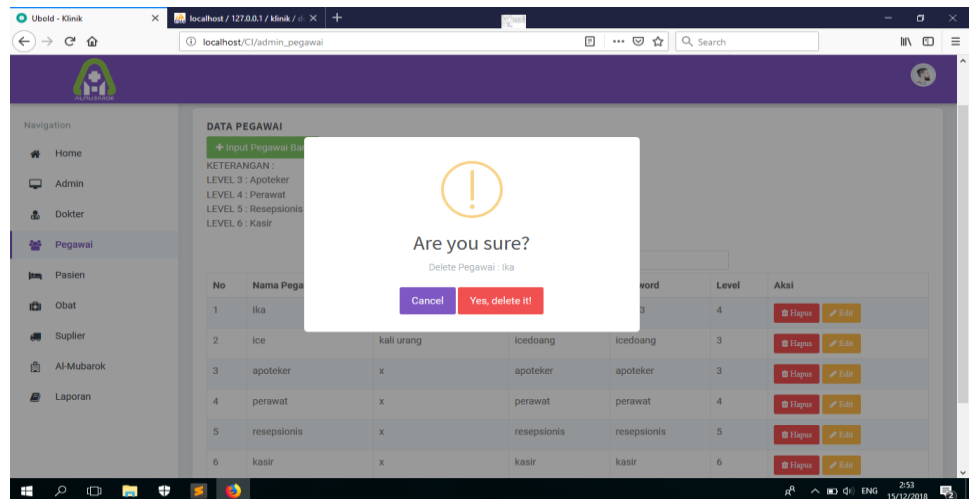 Ubold - Klinik
localhost / 127.0.0.1 / klinik / d
localhost/CI/admin_pegawai
Search
ALMUBAROK
Navigation
Home
Admin
Dokter
Pegawai
Pasien
Obat
Suplier
Al-Mubarok
Laporan
DATA PEGAWAI
Input Pegawai
KETERANGAN :
LEVEL 3 : Apoteker
LEVEL 4 : Perawat
LEVEL 5 : Resepsionis
LEVEL 6 : Kasir
Are you sure?
Delete Pegawai : Ika
Cancel Yes, delete it!
No Nama Level Aksi
1 Ika 3 4 Hapus Edit
2 ice kali urang icedoang icedoang 3 Hapus Edit
3 apoteker x apoteker apoteker 3 Hapus Edit
4 perawat x perawat perawat 4 Hapus Edit
5 resepsionis x resepsionis resepsionis 5 Hapus Edit
6 kasir x kasir kasir 6 Hapus Edit
ENG
2:53
15/12/2018